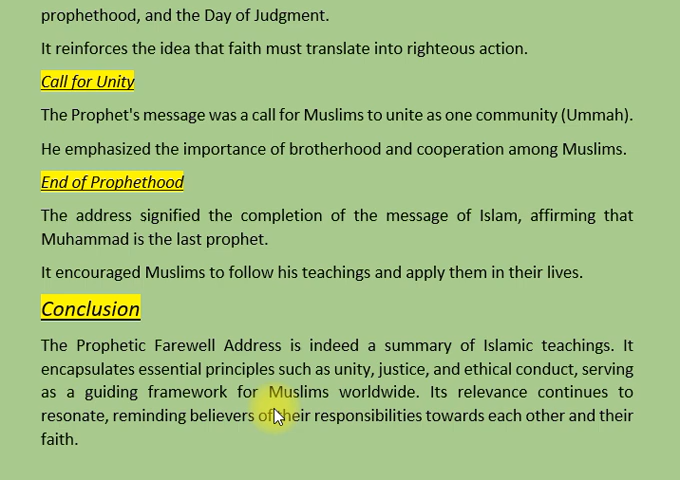 prophethood, and the Day of Judgment.
It reinforces the idea that faith must translate into righteous action.
Call for Unity
The Prophet's message was a call for Muslims to unite as one community (Ummah).
He emphasized the importance of brotherhood and cooperation among Muslims.
End of Prophethood
The address signified the completion of the message of Islam, affirming that
Muhammad is the last prophet.
It encouraged Muslims to follow his teachings and apply them in their lives.
Conclusion
The Prophetic Farewell Address is indeed a summary of Islamic teachings. It
encapsulates essential principles such as unity, justice, and ethical conduct, serving
as a guiding framework for Muslims worldwide. Its relevance continues to
resonate, reminding believers of their responsibilities towards each other and their
faith.